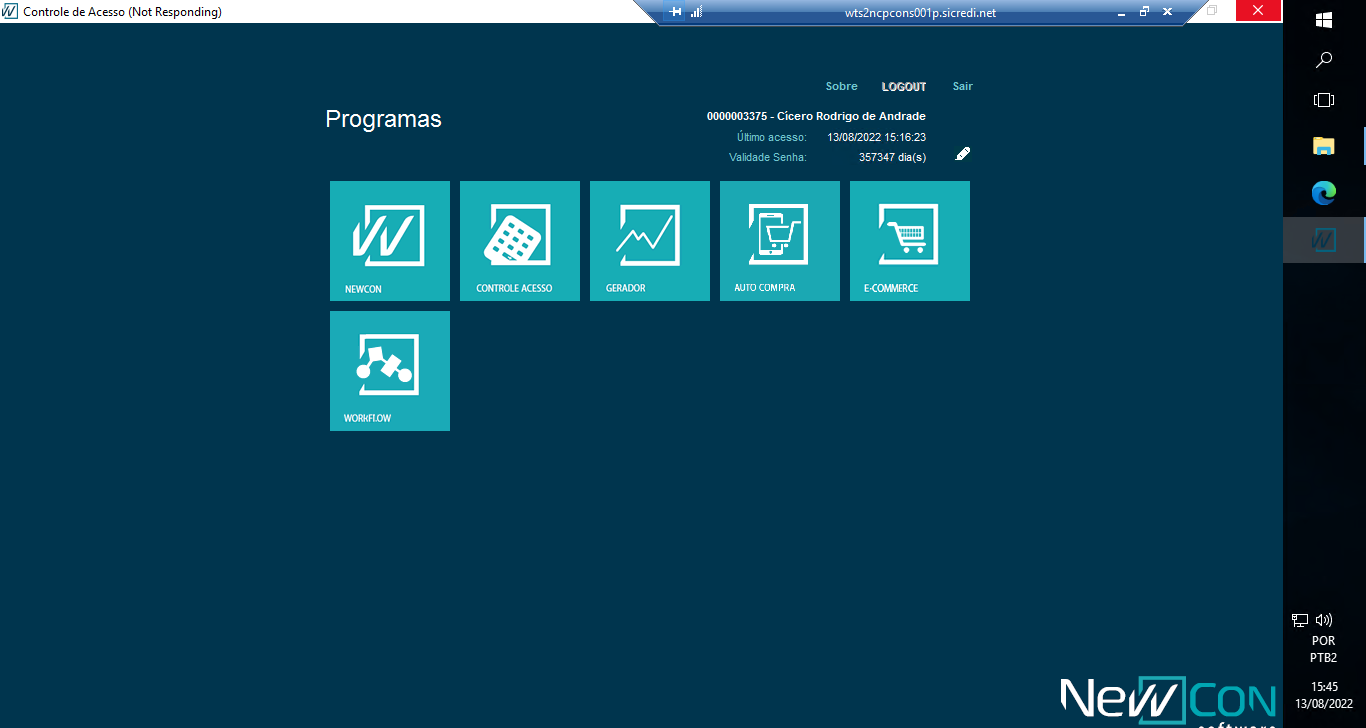 Controle de Acesso (Not Responding)
wts2ncpcons001p.sicredi.net
Sobre LOGOUT Sair
Programas
0000003375 - Cícero Rodrigo de Andrade
Último acesso: 13/08/2022 15:16:23
Validade Senha: 357347 dia(s)
NEWCON
CONTROLE ACESSO
GERADOR
AUTO COMPRA
E-COMMERCE
WORKFLOW
POR
PTB2
15:45
13/08/2022
NewCon
software